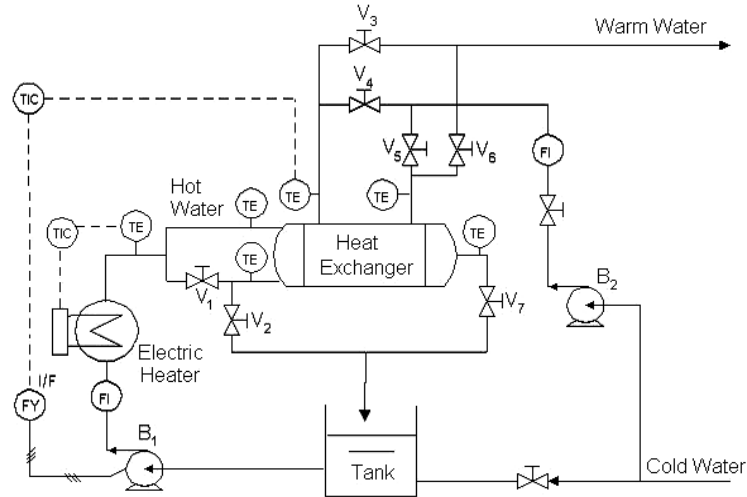 V3
Warm Water
V4
TIC
V5
V6
FI
Hot
Water
TE
TE
TE
TIC
TE
TE
TE
Heat
Exchanger
V1
V2
V7
B2
Electric
Heater
I/F
FY
FI
B1
Tank
Cold Water